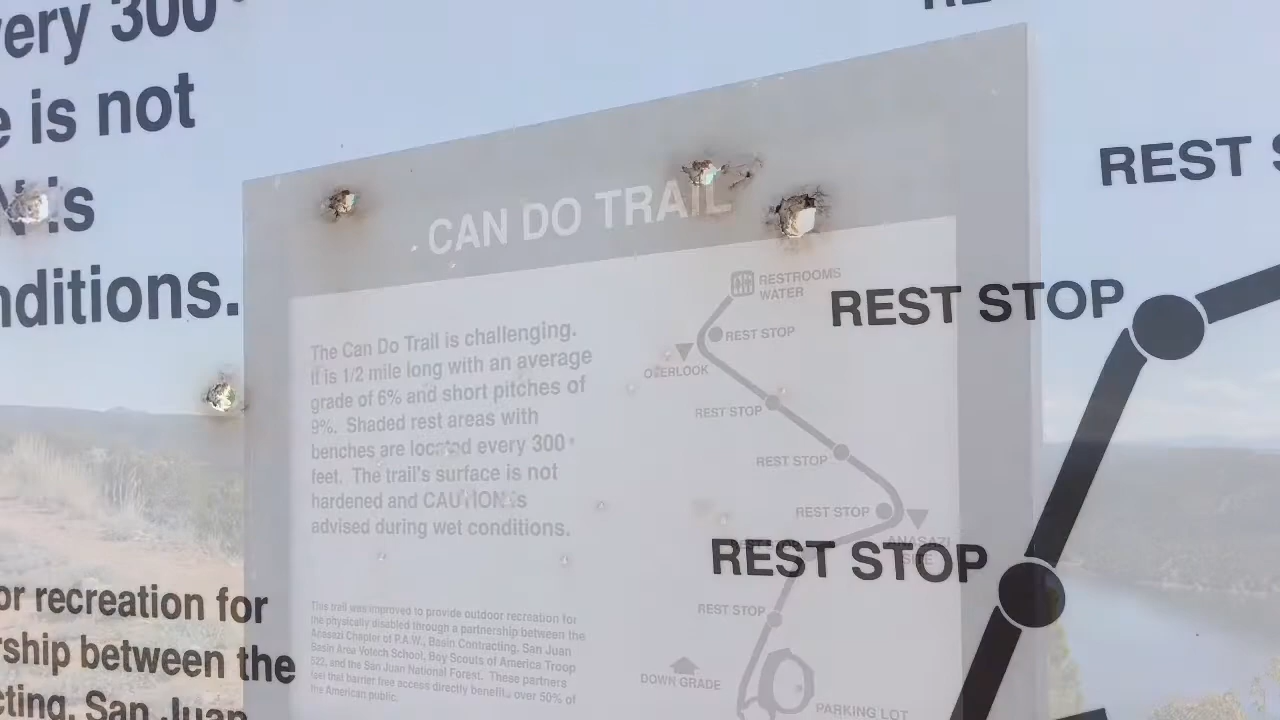 very 300
e is not
is
nditions.
or recreation for
rship between the
cting, San Juan
CAN DO TRAIL
The Can Do Trail is challenging.
It is 1/2 mile long with an average
grade of 6% and short pitches of
9%. Shaded rest areas with
benches are located every 300
feet. The trail's surface is not
hardened and CAUTION is
advised during wet conditions.
This trail was improved to provide outdoor recreation for
the physically disabled through a partnership between the
Anasazi Chapter of P.A.W., Basin Contracting, San Juan
Basin Area Votech School, Boy Scouts of America Troop
522, and the San Juan National Forest. These partners
feel that barrier free access directly benefits over 50% of
the American public.
RESTROOMS
WATER
REST STOP
OVERLOOK
REST STOP
REST STOP
REST STOP
ANASAZI
SITE
REST STOP
DOWN GRADE
PARKING LOT
REST S
REST STOP
REST STOP